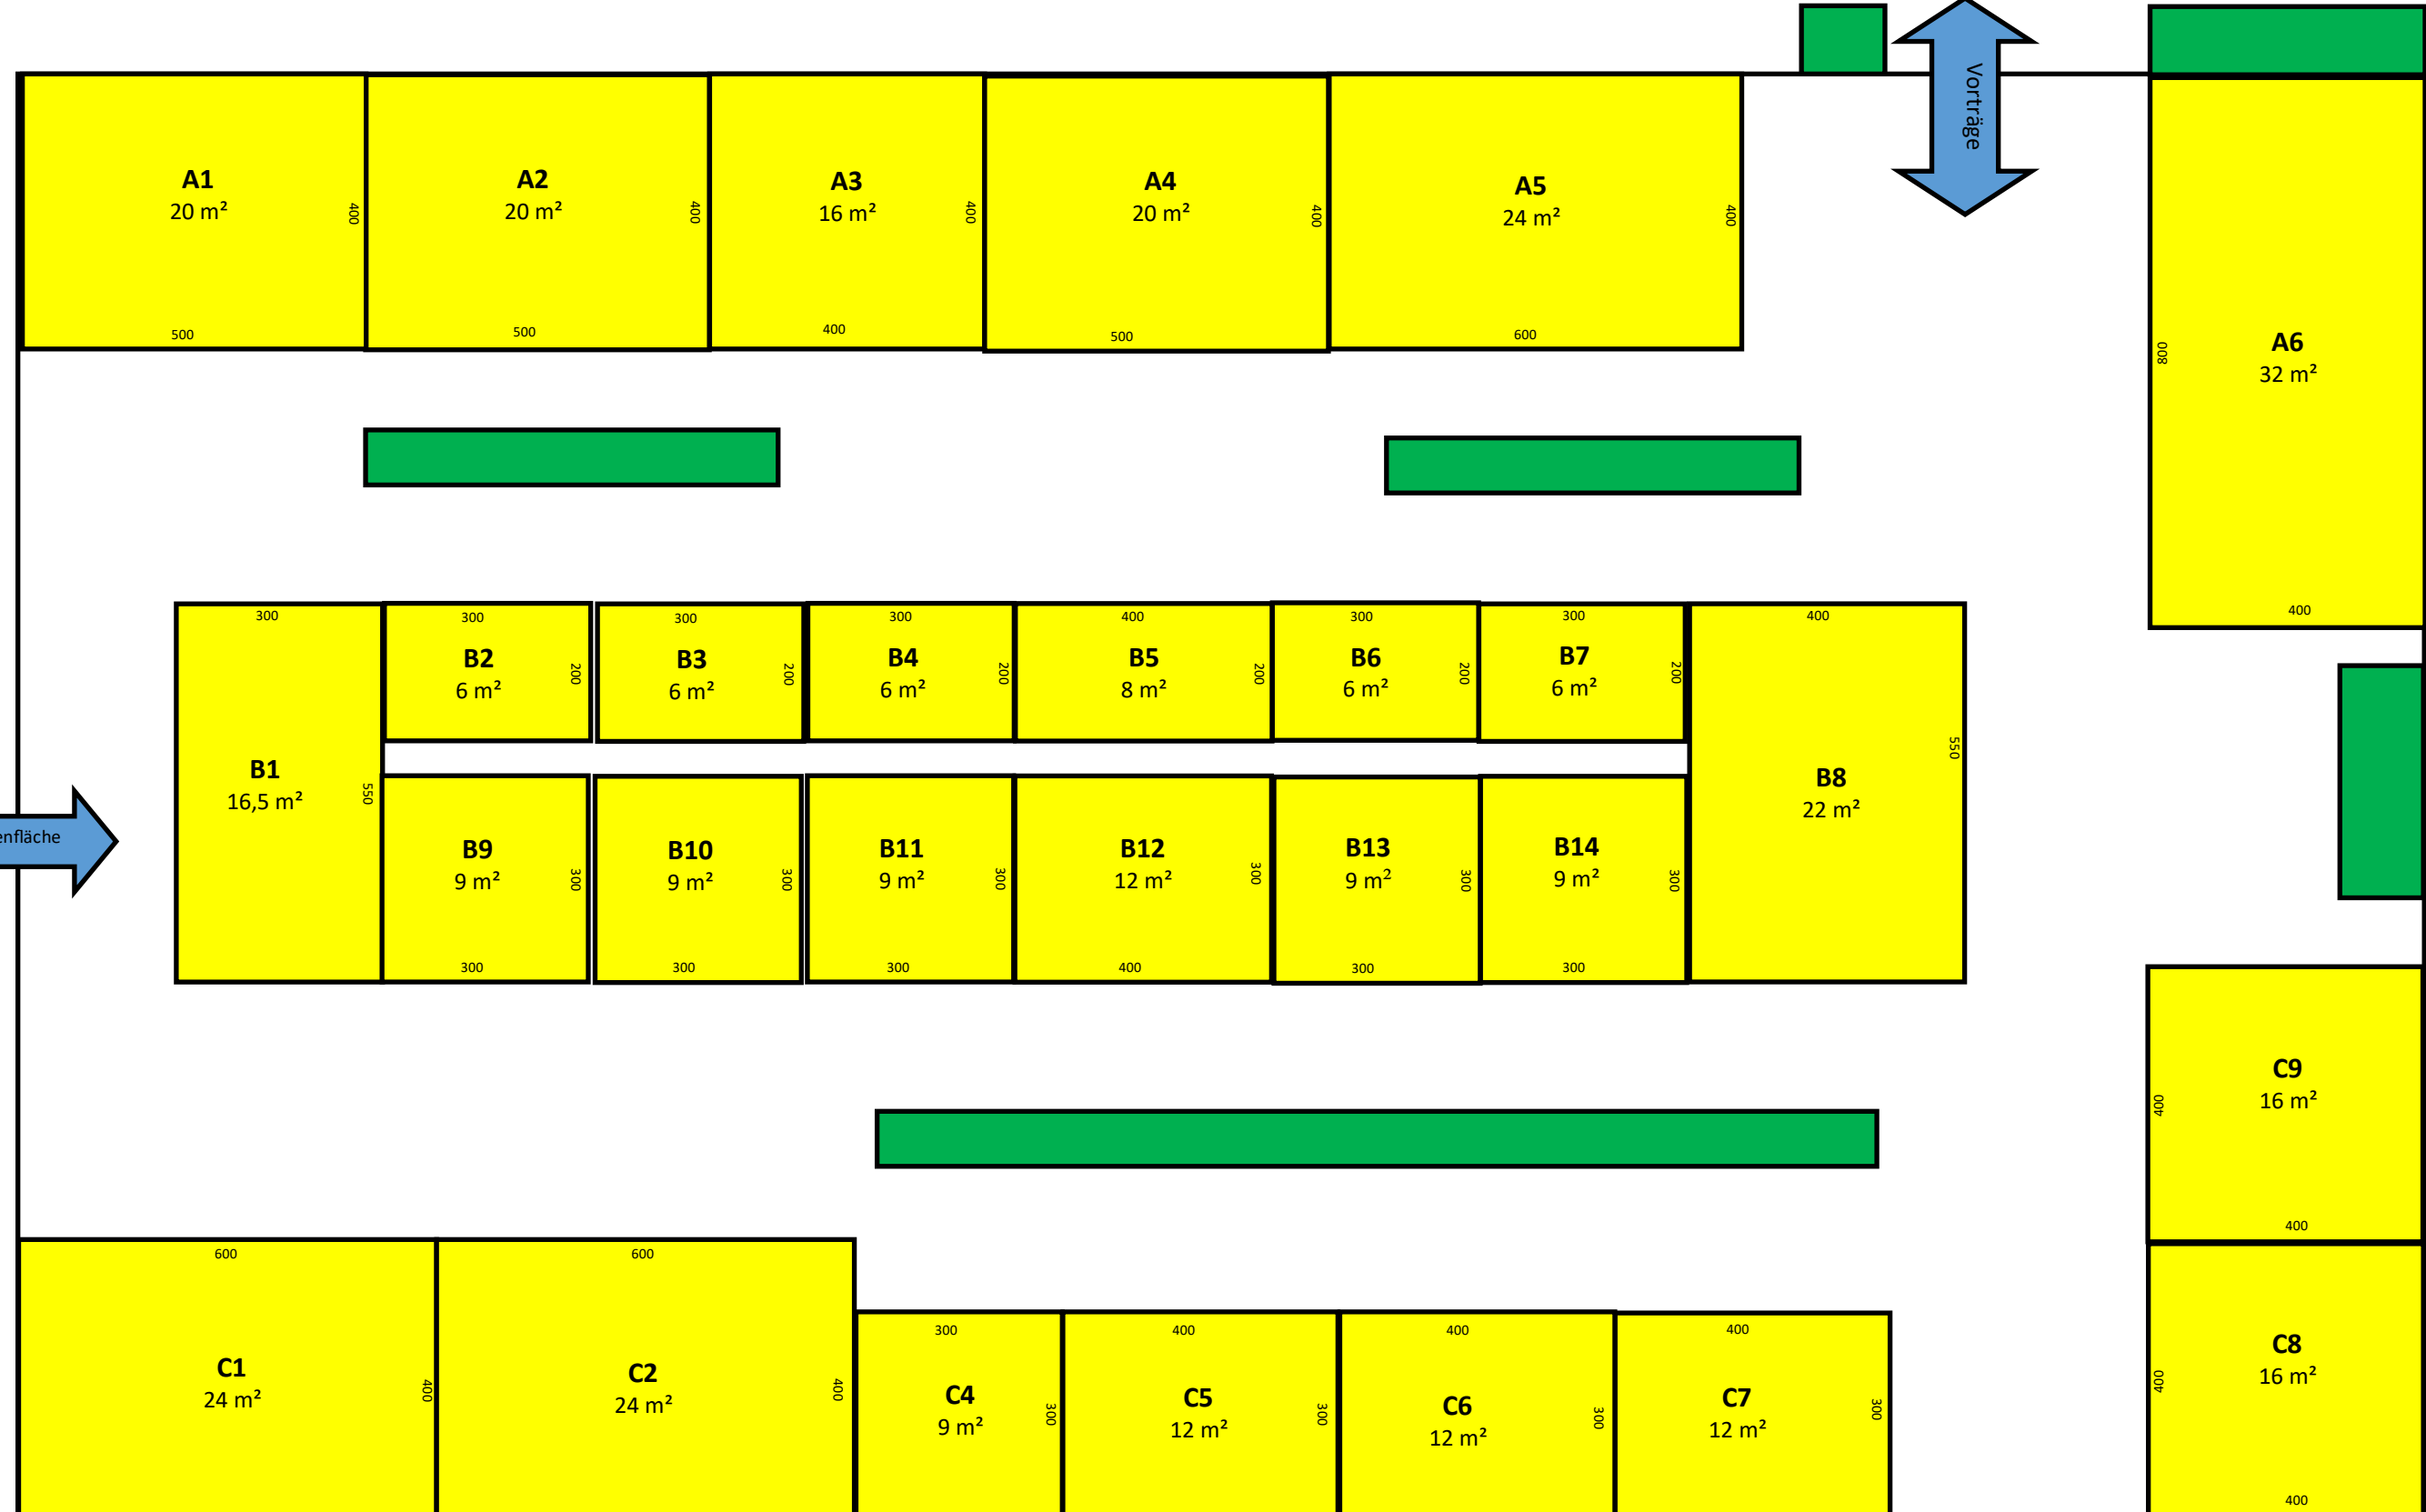 Vorträge
A1
20 m²
400
500
A2
20 m²
400
500
A3
16 m²
400
400
A4
20 m²
400
500
A5
24 m²
400
600
A6
32 m²
800
400
300
B1
16,5 m²
550
300
B2
6 m²
200
300
B3
6 m²
200
300
B4
6 m²
200
400
B5
8 m²
200
300
B6
6 m²
200
300
B7
6 m²
200
400
B8
22 m²
550
enfläche
B9
9 m²
300
300
B10
9 m²
300
300
B11
9 m²
300
300
B12
12 m²
300
400
B13
9 m²
300
300
B14
9 m²
300
300
C9
16 m²
400
400
600
C1
24 m²
400
600
C2
24 m²
400
300
C4
9 m²
300
400
C5
12 m²
300
400
C6
12 m²
300
400
C7
12 m²
300
C8
16 m²
400
400